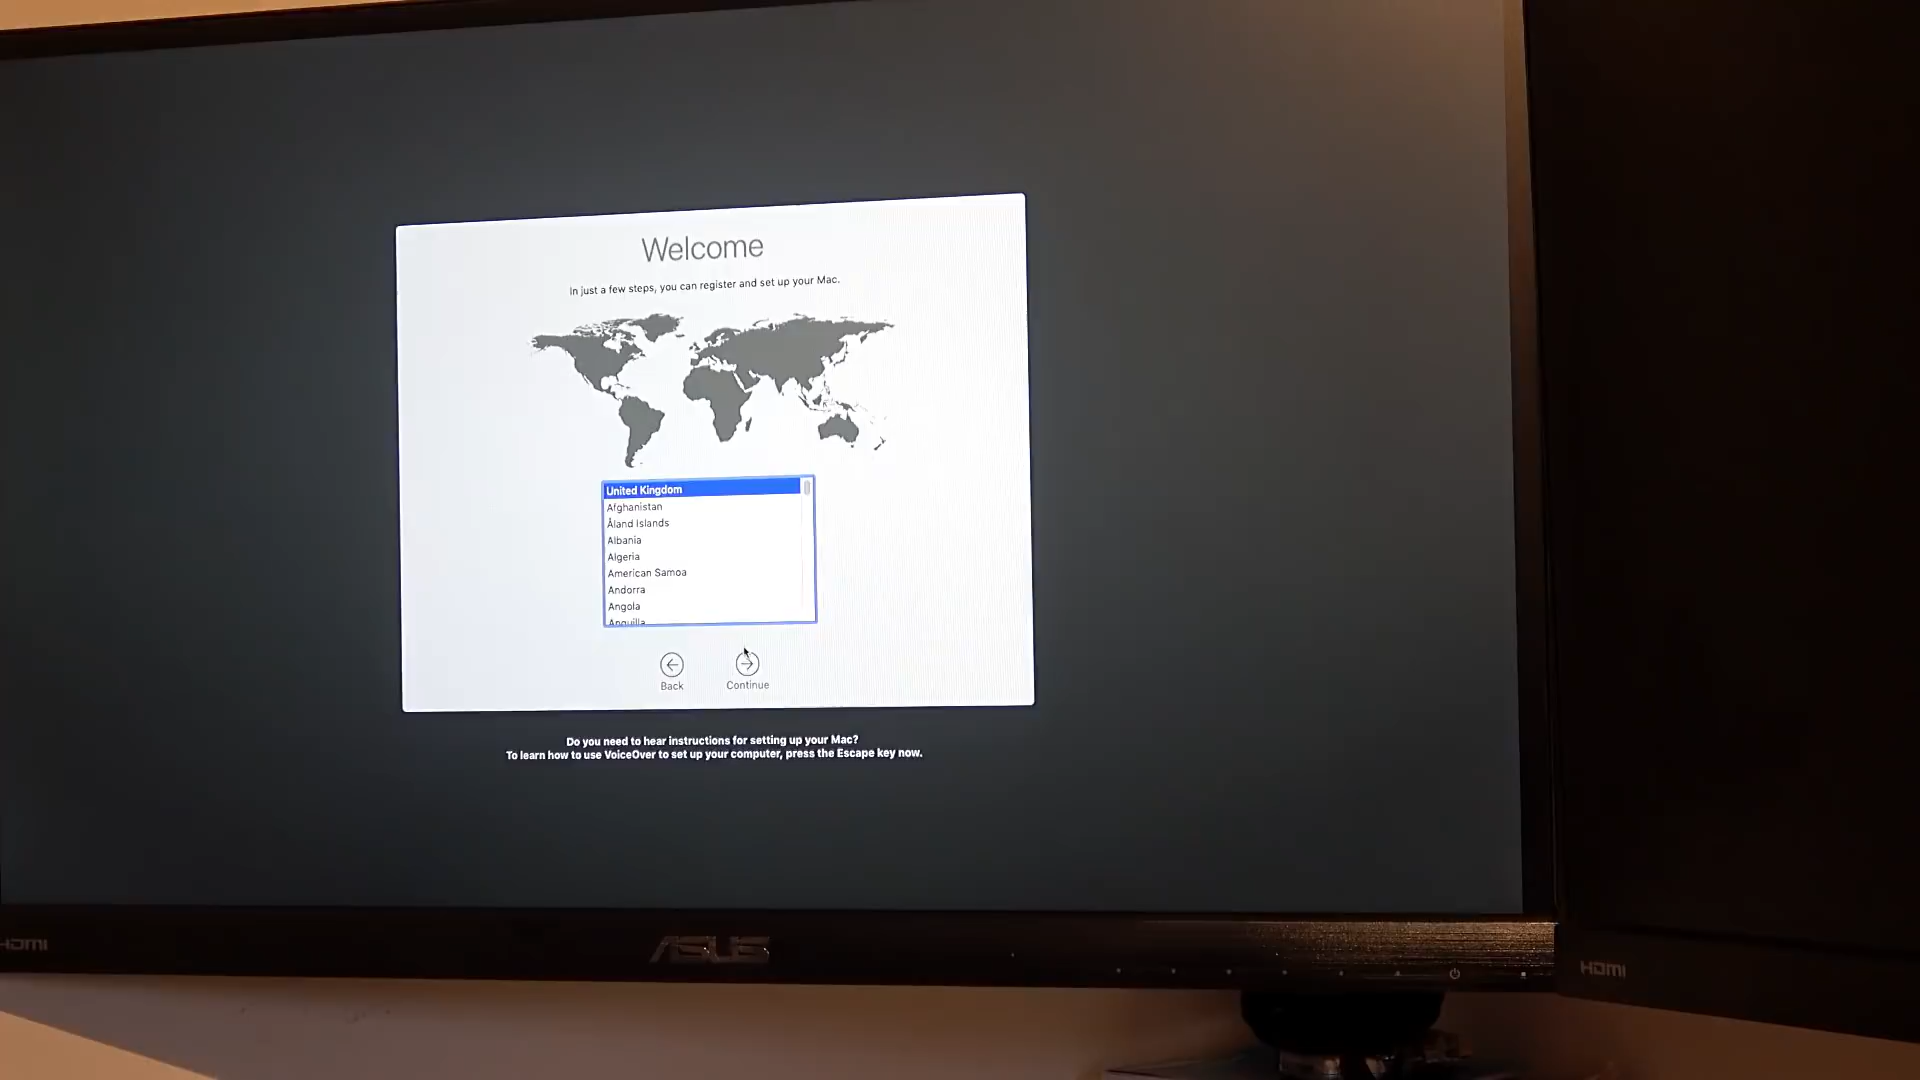 Welcome
In just a few steps, you can register and set up your Mac.
United Kingdom
Afghanistan
Åland Islands
Albania
Algeria
American Samoa
Andorra
Angola
Anguilla
Back
Continue
Do you need to hear instructions for setting up your Mac?
To learn how to use VoiceOver to set up your computer, press the Escape key now.
HDMI
ASUS
HDMI